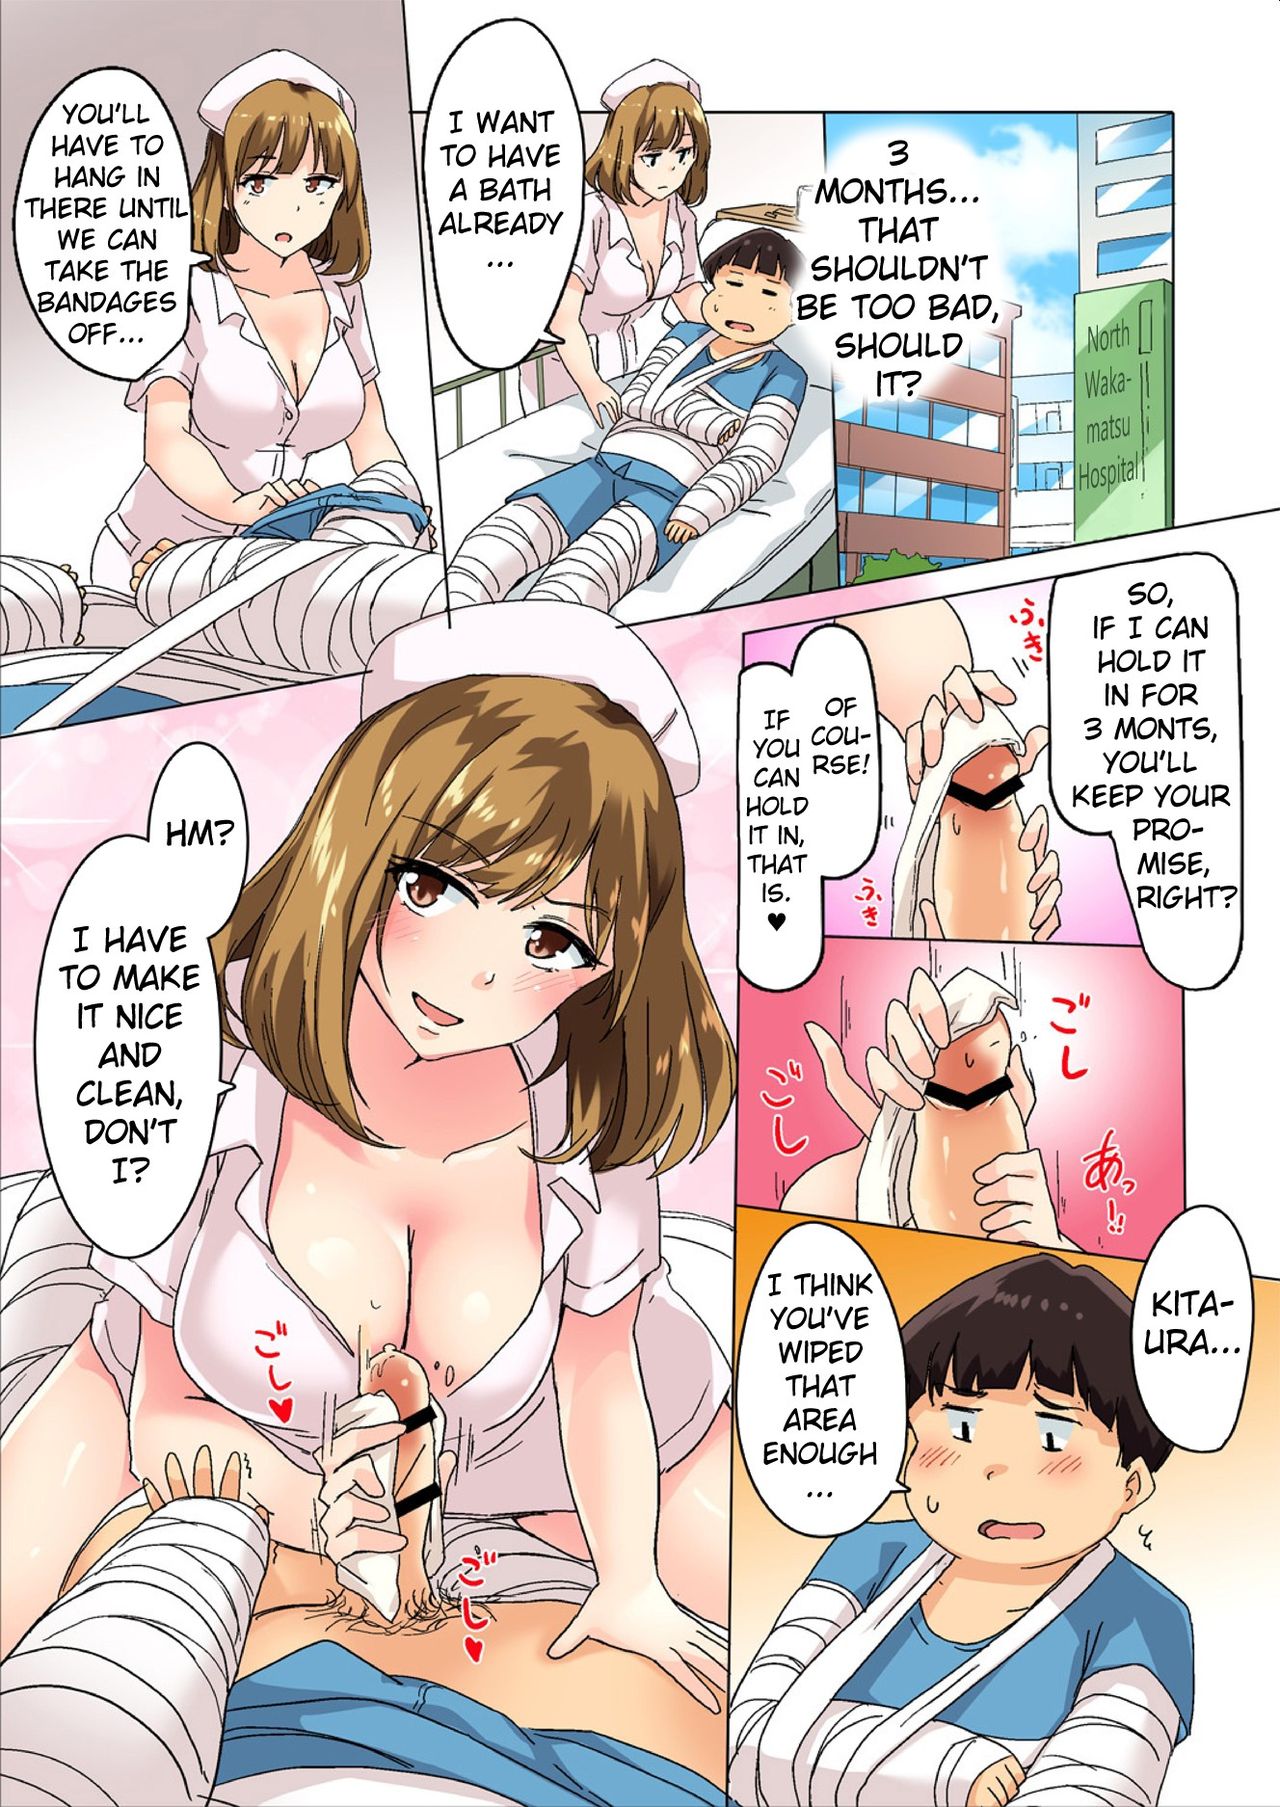 3
MONTHS...
THAT
SHOULDN'T
BE TOO BAD,
SHOULD
IT?
North
Waka-
matsu
Hospital
I WANT
TO HAVE
A BATH
ALREADY
...
YOU'LL
HAVE TO
HANG IN
THERE UNTIL
WE CAN
TAKE THE
BANDAGES
OFF...
SO,
IF I CAN
HOLD IT
IN FOR
3 MONTS,
YOU'LL
KEEP YOUR
PRO-
MISE,
RIGHT?
ふき
ふき
OF
COU-
RSE!
IF
YOU
CAN
HOLD
IT IN,
THAT
IS.
♥
ごし
ごし
あっ!!
KITA-
URA...
I THINK
YOU'VE
WIPED
THAT
AREA
ENOUGH
...
HM?
I HAVE
TO MAKE
IT NICE
AND
CLEAN,
DON'T
I?
ごし♥
ごし♥